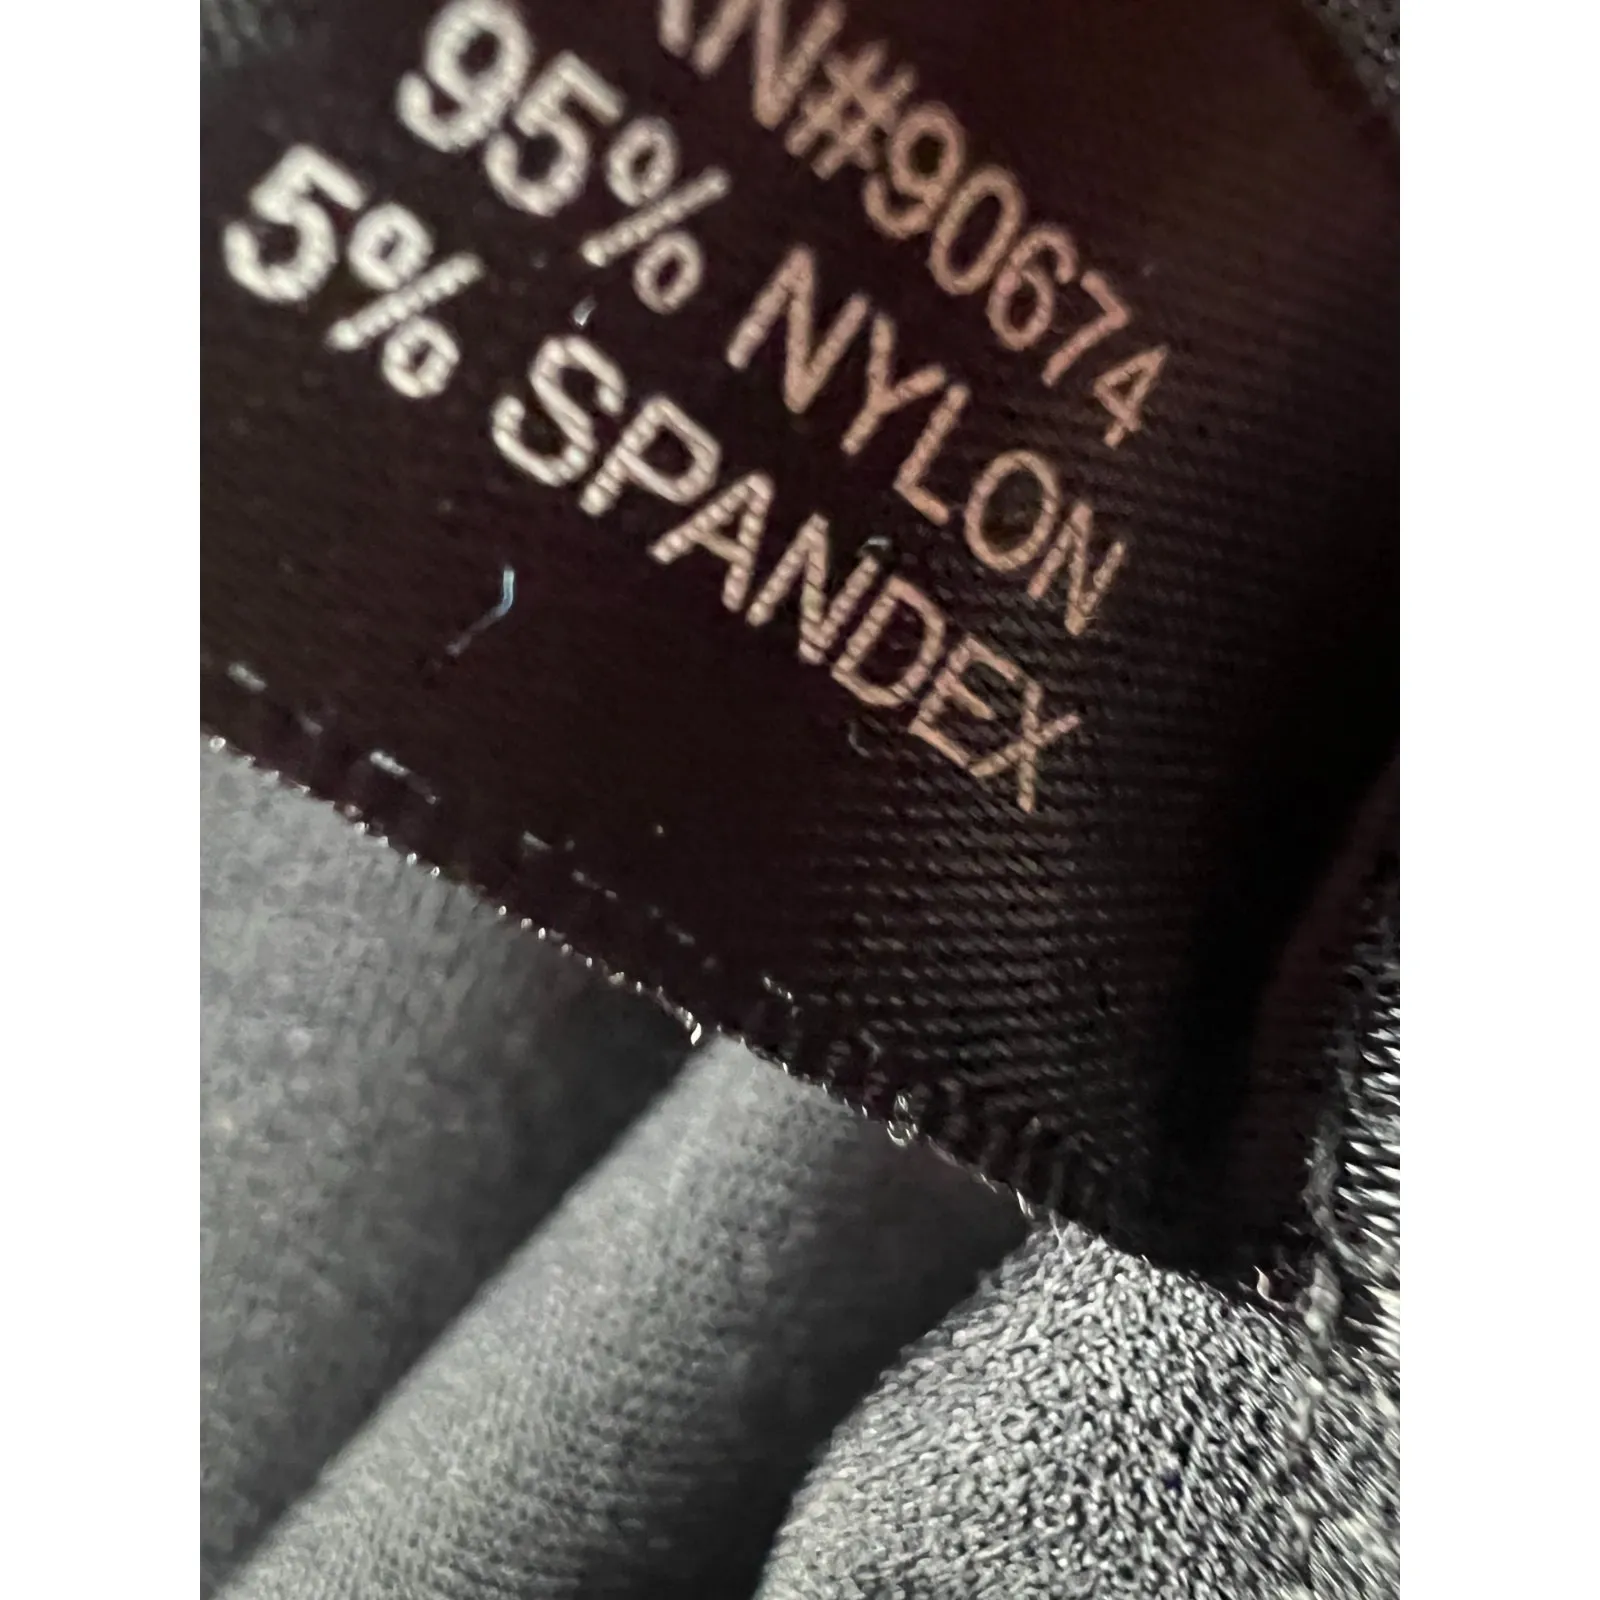 RN#90674
95% NYLON
5% SPANDEX